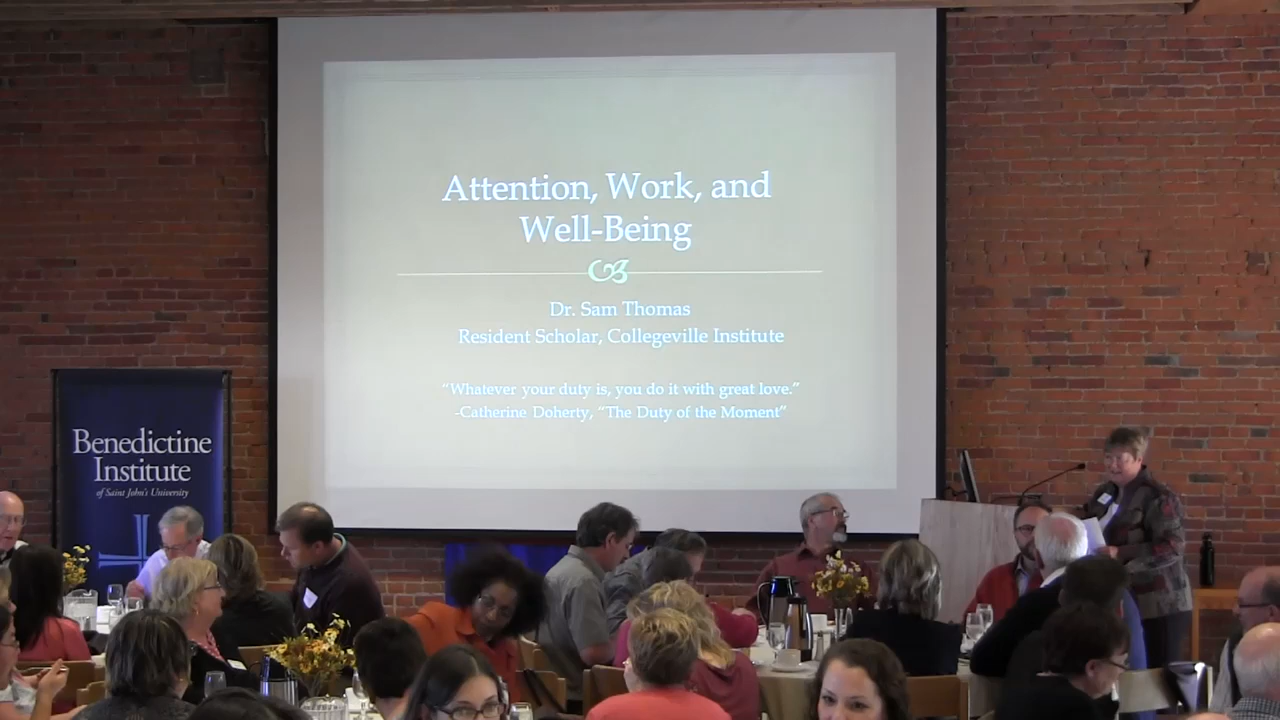 Attention, Work, and
Well-Being
Dr. Sam Thomas
Resident Scholar, Collegeville Institute
“Whatever your duty is, you do it with great love.”
-Catherine Doherty, “The Duty of the Moment”
Benedictine
Institute
of Saint John's University